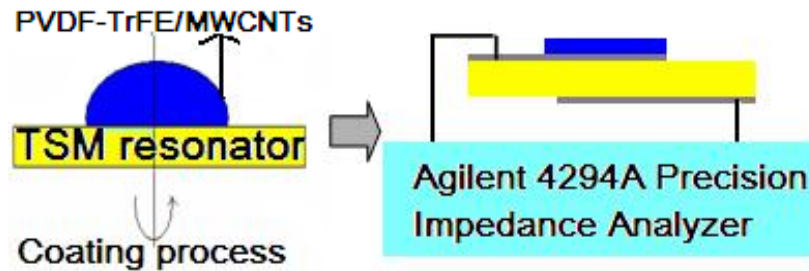 PVDF-TrFE/MWCNTs
TSM resonator
Coating process
Agilent 4294A Precision
Impedance Analyzer